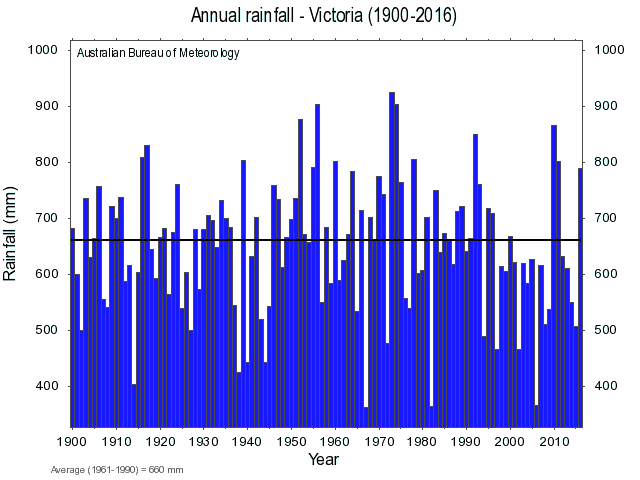 Annual rainfall - Victoria (1900-2016)
Australian Bureau of Meteorology
1000 1000
900 900
800 800
700 700
600 600
500 500
400 400
Rainfall (mm)
1900 1910 1920 1930 1940 1950 1960 1970 1980 1990 2000 2010
Year
Average (1961-1990) = 660 mm